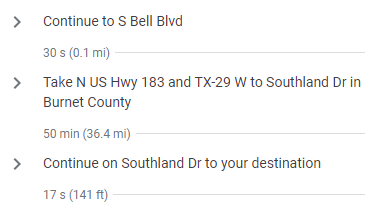 Continue to S Bell Blvd
30 s (0.1 mi)
Take N US Hwy 183 and TX-29 W to Southland Dr in
Burnet County
50 min (36.4 mi)
Continue on Southland Dr to your destination
17 s (141 ft)